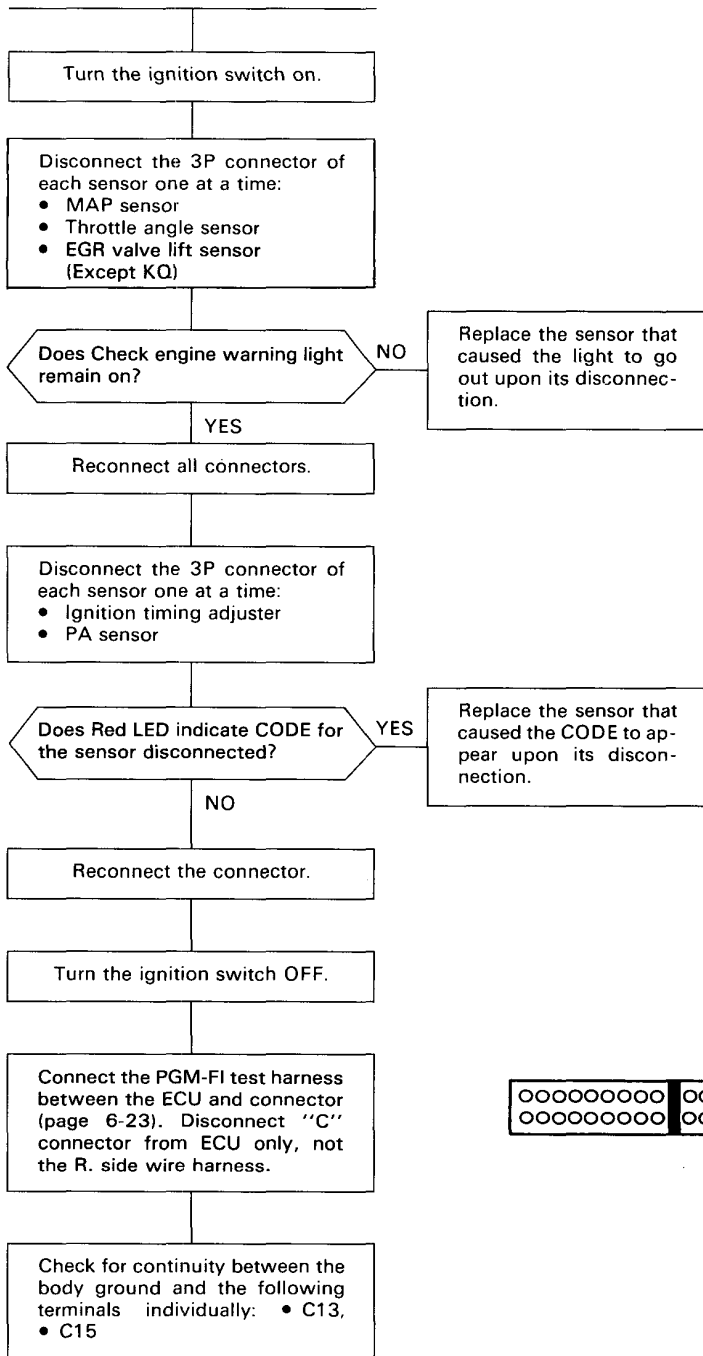 Turn the ignition switch on.
Disconnect the 3P connector of
each sensor one at a time:
• MAP sensor
• Throttle angle sensor
• EGR valve lift sensor
(Except KQ)
Does Check engine warning light
remain on?
NO
Replace the sensor that
caused the light to go
out upon its disconnec-
tion.
YES
Reconnect all connectors.
Disconnect the 3P connector of
each sensor one at a time:
• Ignition timing adjuster
• PA sensor
Does Red LED indicate CODE for
the sensor disconnected?
YES
Replace the sensor that
caused the CODE to ap-
pear upon its discon-
nection.
NO
Reconnect the connector.
Turn the ignition switch OFF.
Connect the PGM-FI test harness
between the ECU and connector
(page 6-23). Disconnect ''C''
connector from ECU only, not
the R. side wire harness.
Check for continuity between the
body ground and the following
terminals individually: • C13,
• C15